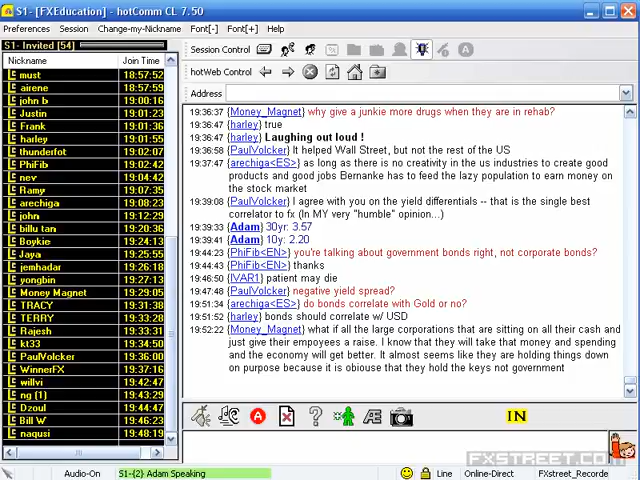 S1- [FXEducation] - hotComm CL 7.50
Preferences Session Change-my-Nickname Font[-] Font[+] Help
S1- Invited [54]
Nickname Join Time
must 18:57:52
airene 18:57:59
john b 19:00:16
Justin 19:01:23
Frank 19:01:36
harley 19:01:55
thunderfot 19:02:02
PhiFib 19:02:07
nev 19:04:42
Ramy 19:07:35
arechiga 19:08:23
john 19:12:29
billu tan 19:20:36
Boykie 19:24:13
Jaya 19:25:55
jemhadar 19:26:18
yongbin 19:27:13
Money Magnet 19:29:05
TRACY 19:31:38
TERRY 19:33:28
Rajesh 19:33:31
kt33 19:34:50
PaulVolcker 19:36:00
WinnerFX 19:37:16
willvi 19:42:47
ng (1) 19:43:29
Dzoul 19:44:47
Bill W 19:46:23
naqusi 19:48:19
Session Control
hotWeb Control
Address
19:36:37 {Money_Magnet} why give a junkie more drugs when they are in rehab?
19:36:47 {harley} true
19:36:47 {harley} Laughing out loud !
19:36:58 {PaulVolcker} It helped Wall Street, but not the rest of the US
19:37:47 {arechiga<ES>} as long as there is no creativity in the us industries to create good
products and good jobs Bernanke has to feed the lazy population to earn money on
the stock market
19:39:08 {PaulVolcker} I agree with you on the yield differentials -- that is the single best
correlator to fx (In MY very "humble" opinion...)
19:39:33 {Adam} 30yr: 3.57
19:39:41 {Adam} 10y: 2.20
19:44:23 {PhiFib<EN>} you're talking about government bonds right, not corporate bonds?
19:44:43 {PhiFib<EN>} thanks
19:46:50 {IVAR1} patient may die
19:47:48 {PaulVolcker} negative yield spread?
19:51:34 {arechiga<ES>} do bonds correlate with Gold or no?
19:51:52 {harley} bonds should correlate w/ USD
19:52:22 {Money_Magnet} what if all the large corporations that are sitting on all their cash and
just give their empoyees a raise. I know that they will take that money and spending
and the economy will get better. It almost seems like they are holding things down
on purpose because it is obiouse that they hold the keys not government
A Æ IN
FXSTREET.COM
Audio-On S1-{2} Adam Speaking Line Online-Direct FXstreet_Recorde